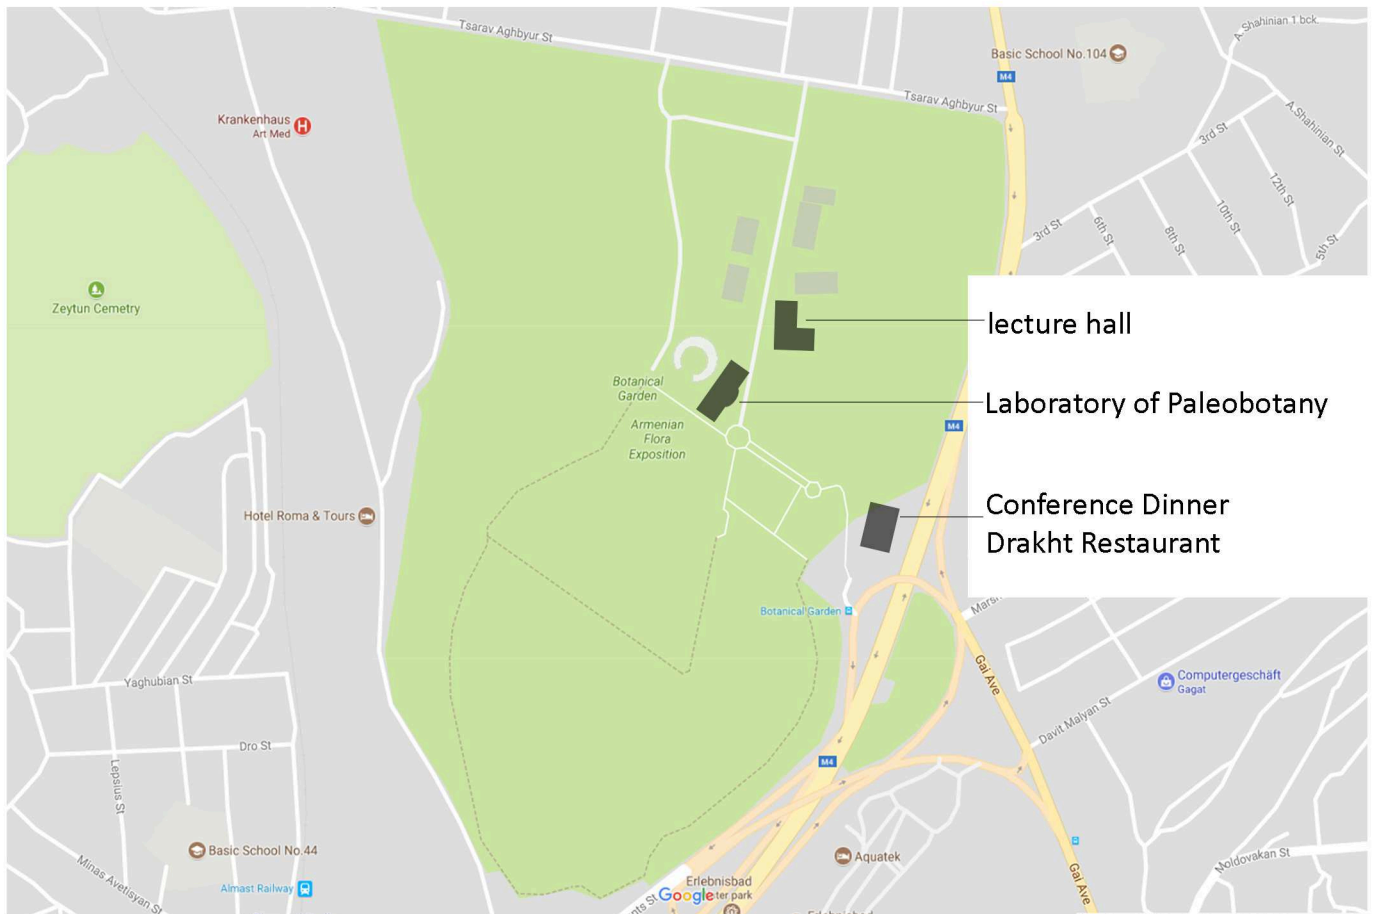 Tsarav Aghbyur St
Basic School No.104
A. Shahinian 1 bck.
M4
Tsarav Aghbyur St
A.Shahinian St
Krankenhaus
Art Med
3rd St
12th St
10th St
3rd St
6th St
8th St
5th St
Zeytun Cemetry
lecture hall
Botanical
Garden
Laboratory of Paleobotany
Armenian
Flora
Exposition
M4
Hotel Roma & Tours
Conference Dinner
Drakht Restaurant
Botanical Garden
Gai Ave
Computergeschäft
Gagat
Yaghubian St
Davit Malyan St
Dro St
M4
Lepsius St
Basic School No.44
Aquatek
Moldovakan St
Minas Avetisyan St
Almast Railway
Gai Ave
Erlebnisbad
Google ter park
nts St